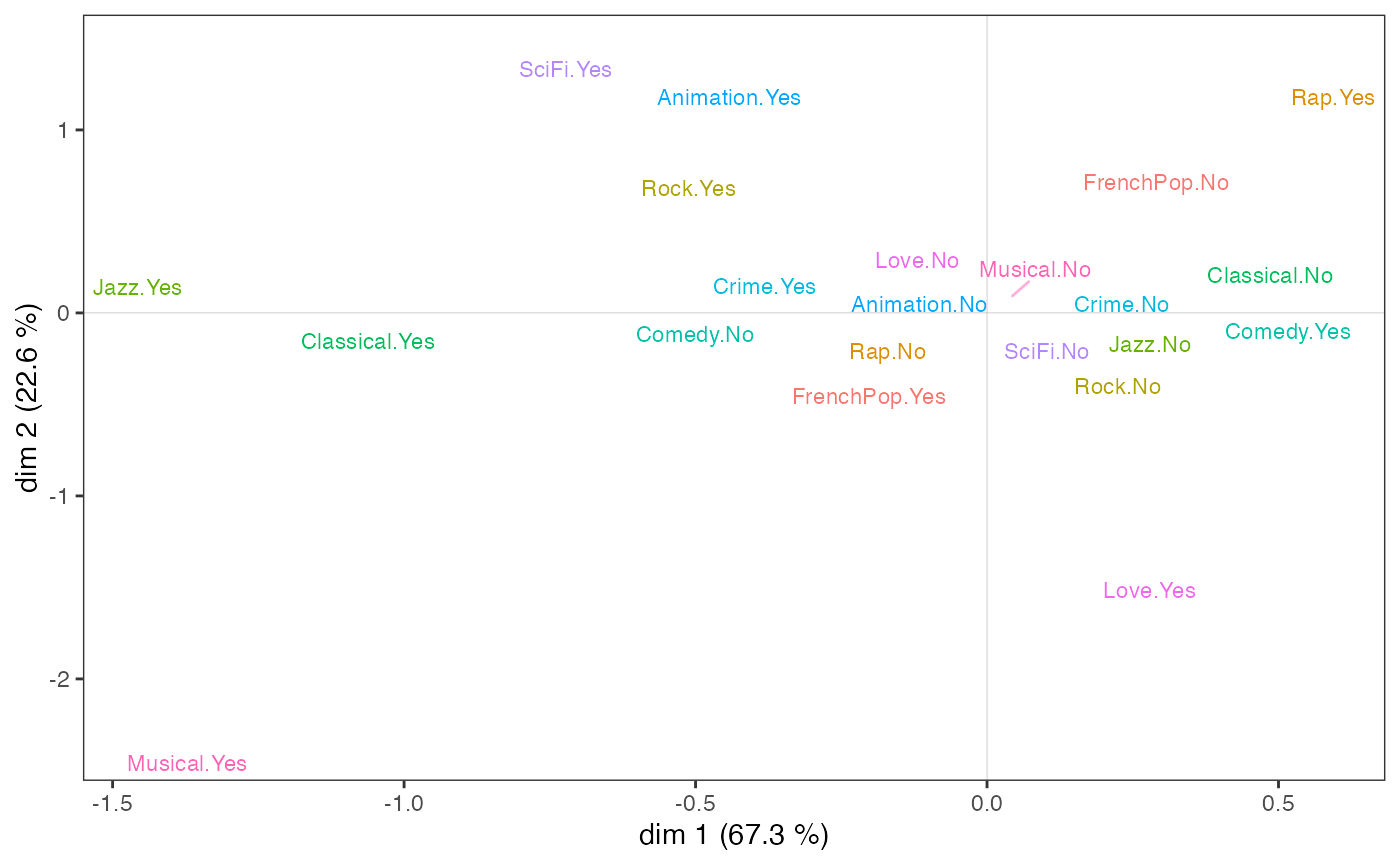 SciFi.Yes
Animation.Yes
Rap.Yes
1
Rock.Yes
FrenchPop.No
Love.No
Musical.No
Classical.No
Jazz.Yes
Crime.Yes
Animation.No
Crime.No
0
Classical.Yes
Comedy.No
Comedy.Yes
Rap.No
SciFi.No
Jazz.No
FrenchPop.Yes
Rock.No
-1
Love.Yes
-2
Musical.Yes
dim 2 (22.6 %)
-1.5
-1.0
-0.5
0.0
0.5
dim 1 (67.3 %)